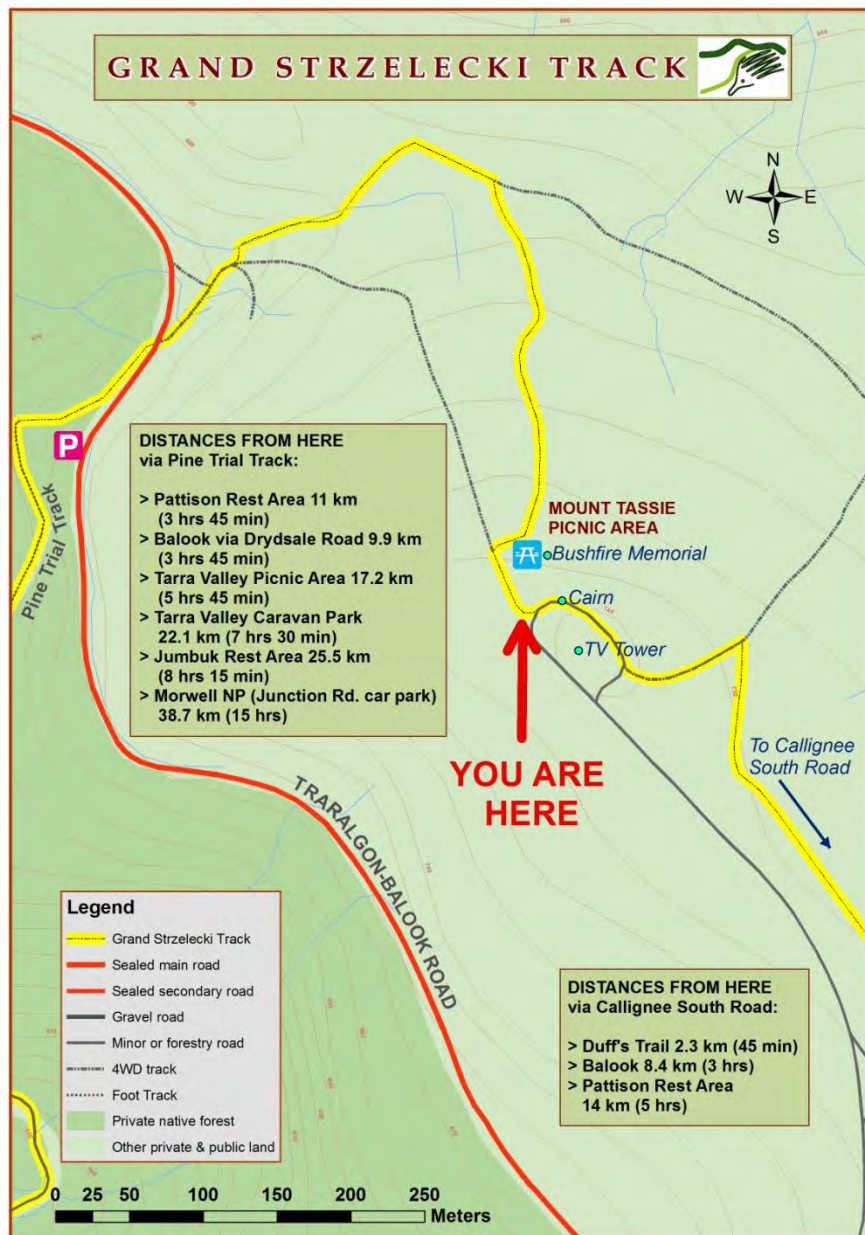 GRAND STRZELECKI TRACK
N
W E
S
P
Pine Trial Track
DISTANCES FROM HERE
via Pine Trial Track:
> Pattison Rest Area 11 km
(3 hrs 45 min)
> Balook via Drydsale Road 9.9 km
(3 hrs 45 min)
> Tarra Valley Picnic Area 17.2 km
(5 hrs 45 min)
> Tarra Valley Caravan Park
22.1 km (7 hrs 30 min)
> Jumbuk Rest Area 25.5 km
(8 hrs 15 min)
> Morwell NP (Junction Rd. car park)
38.7 km (15 hrs)
MOUNT TASSIE
PICNIC AREA
Bushfire Memorial
Cairn
TV Tower
YOU ARE
HERE
To Callignee
South Road
TRARALGON-BALOOK ROAD
Legend
Grand Strzelecki Track
Sealed main road
Sealed secondary road
Gravel road
Minor or forestry road
4WD track
Foot Track
Private native forest
Other private & public land
DISTANCES FROM HERE
via Callignee South Road:
> Duff's Trail 2.3 km (45 min)
> Balook 8.4 km (3 hrs)
> Pattison Rest Area
14 km (5 hrs)
0 25 50 100 150 200 250
Meters